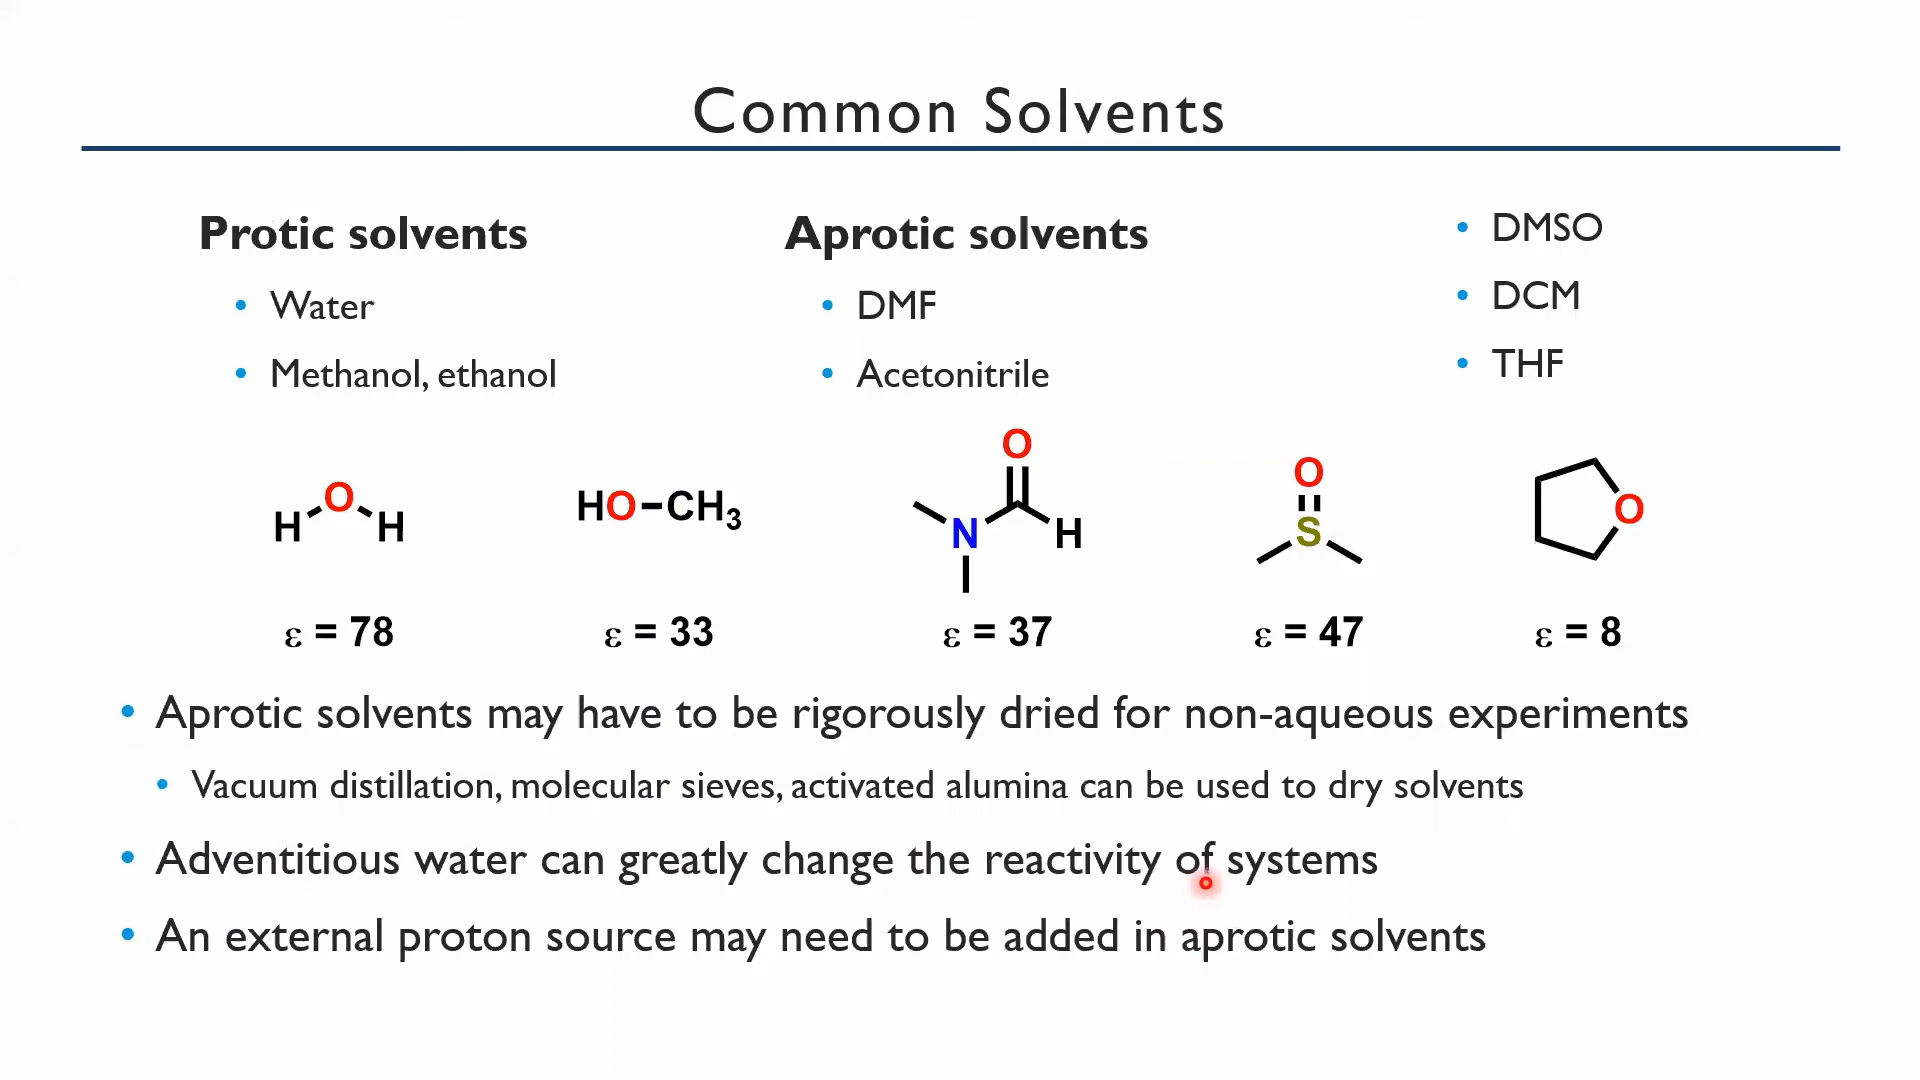 Common Solvents
Protic solvents
• Water
• Methanol, ethanol
Aprotic solvents
• DMF
• Acetonitrile
• DMSO
• DCM
• THF
H O H
HO–CH₃
O N H
O S
O
ε = 78
ε = 33
ε = 37
ε = 47
ε = 8
• Aprotic solvents may have to be rigorously dried for non-aqueous experiments
• Vacuum distillation, molecular sieves, activated alumina can be used to dry solvents
• Adventitious water can greatly change the reactivity of systems
• An external proton source may need to be added in aprotic solvents